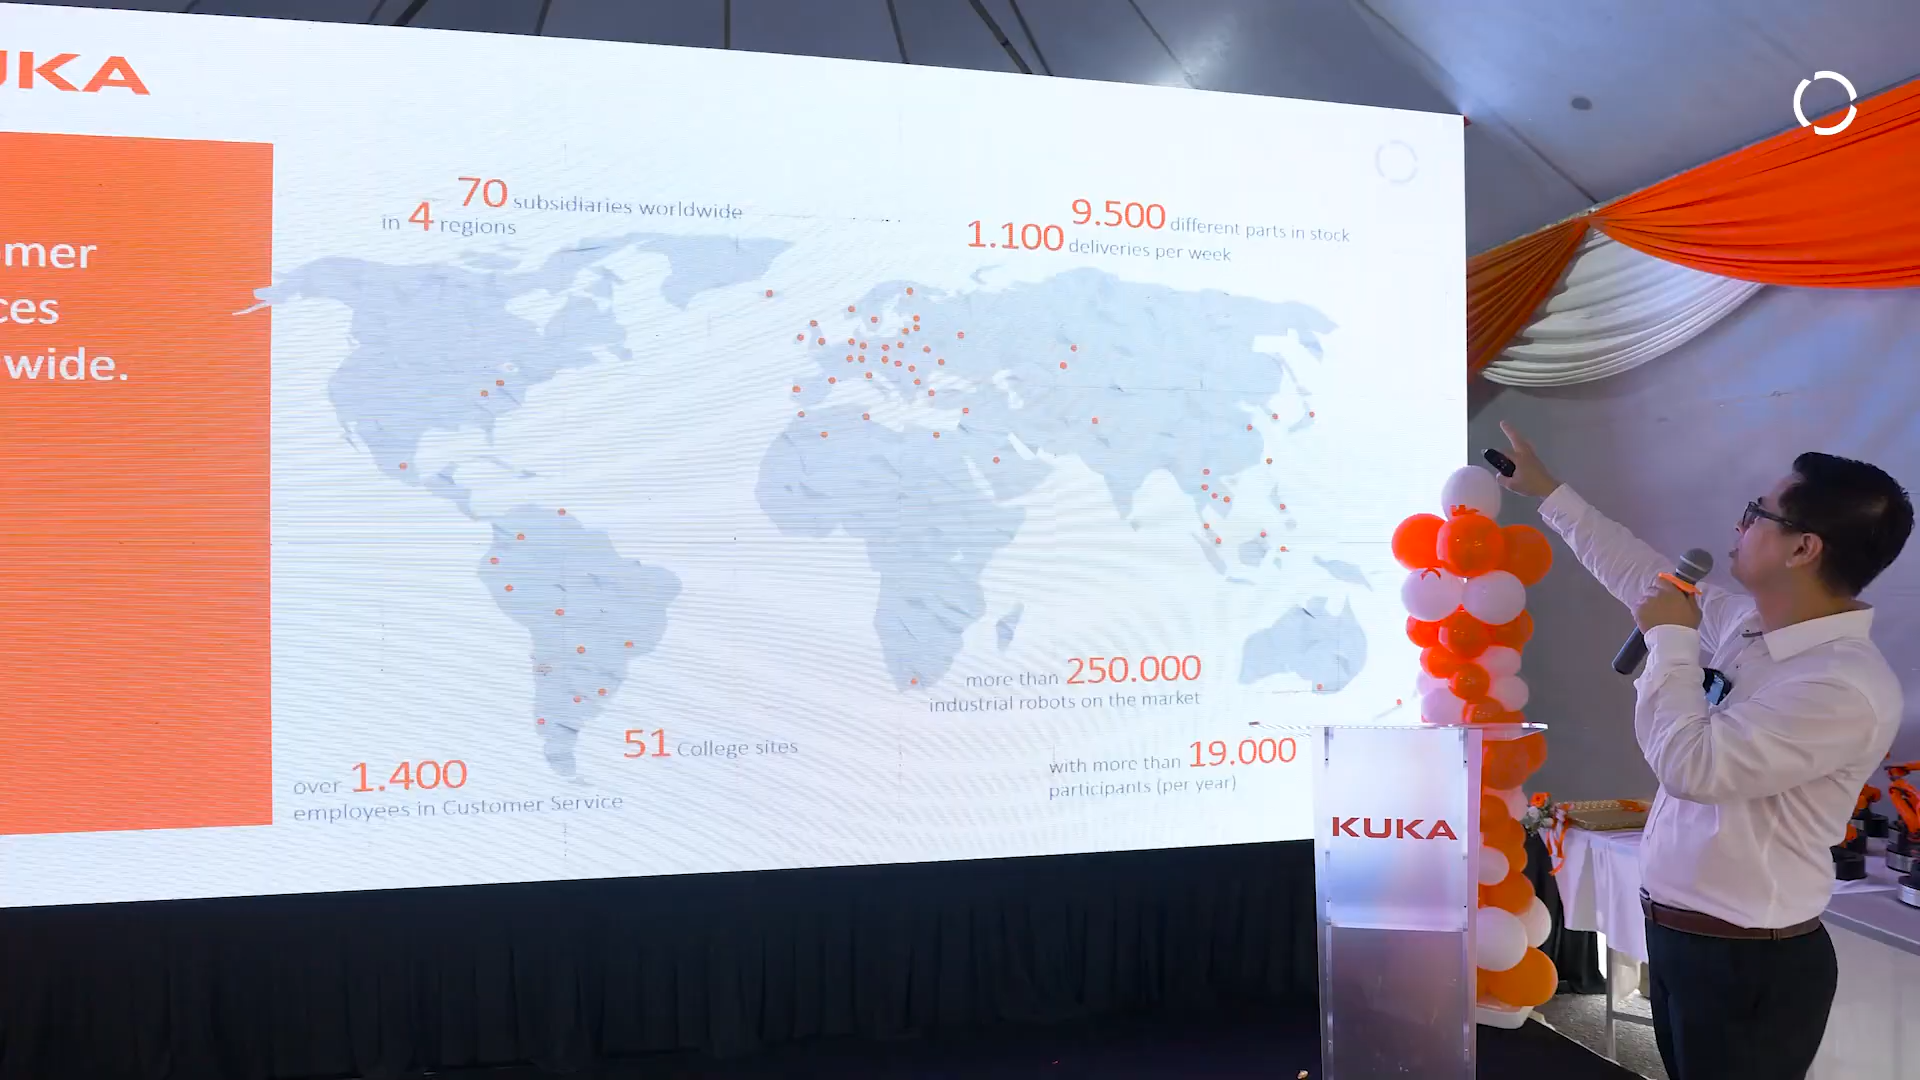 UKA
mer
ces
wide.
70 subsidiaries worldwide
in 4 regions
9.500 different parts in stock
1.100 deliveries per week
more than 250.000
industrial robots on the market
51 College sites
with more than 19.000
participants (per year)
over 1.400
employees in Customer Service
KUKA